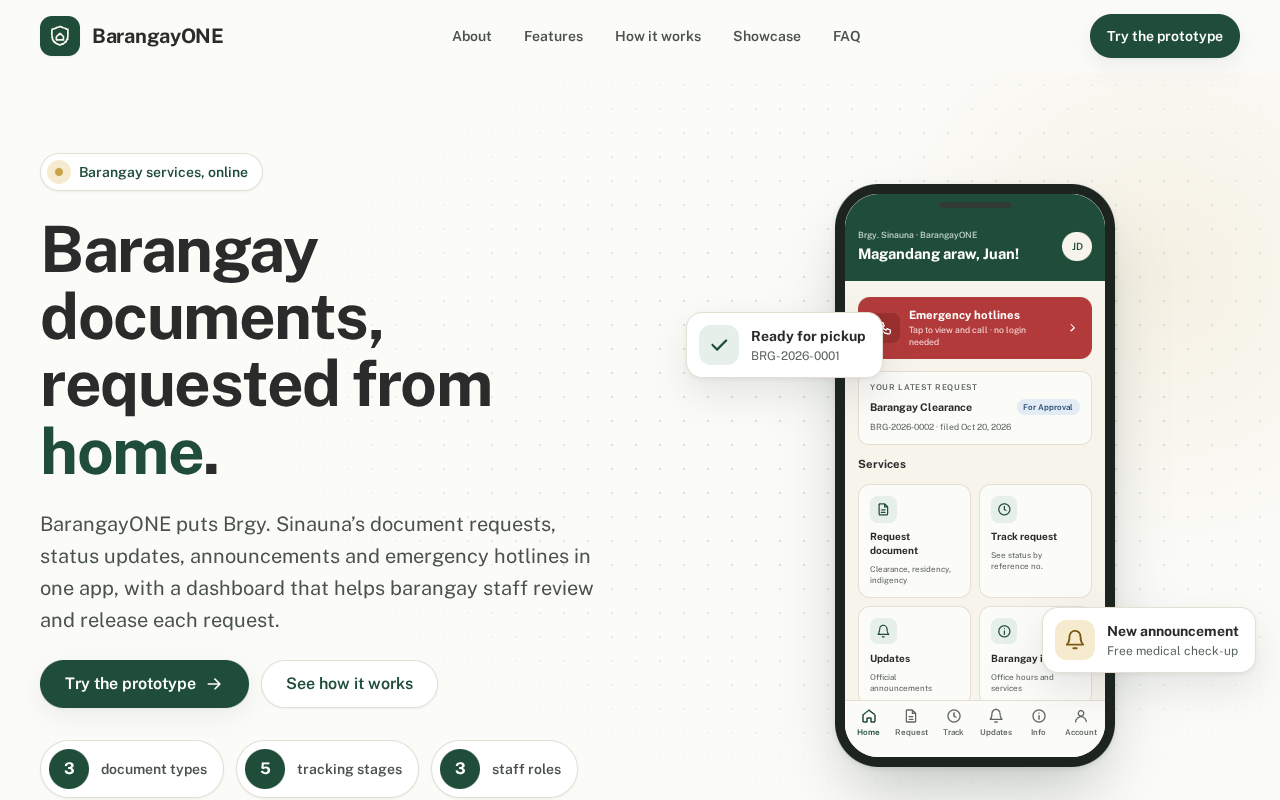 BarangayONE
About
Features
How it works
Showcase
FAQ
Try the prototype
Barangay services, online
Barangay
documents,
requested from
home.
BarangayONE puts Brgy. Sinauna’s document requests,
status updates, announcements and emergency hotlines in
one app, with a dashboard that helps barangay staff review
and release each request.
Try the prototype
See how it works
3 document types
5 tracking stages
3 staff roles
Brgy. Sinauna · BarangayONE
Magandang araw, Juan!
JD
Emergency hotlines
Tap to view and call · no login
needed
Ready for pickup
BRG-2026-0001
YOUR LATEST REQUEST
Barangay Clearance
For Approval
BRG-2026-0002 · filed Oct 20, 2026
Services
Request
document
Clearance, residency,
indigency
Track request
See status by
reference no.
Updates
Official
announcements
Barangay
Office hours and
services
New announcement
Free medical check-up
Home
Request
Track
Updates
Info
Account